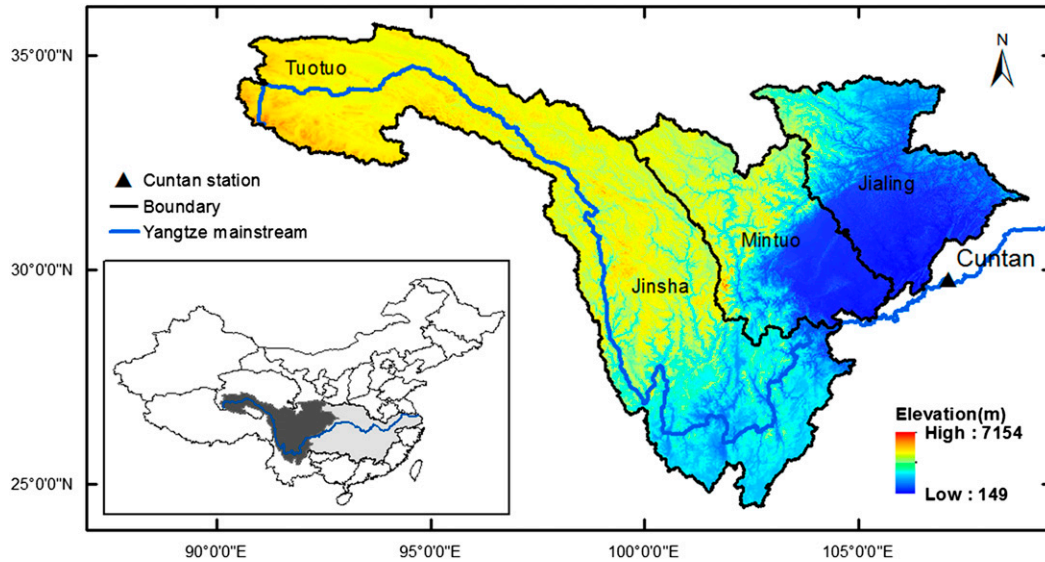 35°0'0"N
Tuotuo
N
Cuntan station
Boundary
Yangtze mainstream
Jialing
Mintuo
Cuntan
30°0'0"N
Jinsha
Elevation(m)
High : 7154
Low : 149
25°0'0"N
90°0'0"E
95°0'0"E
100°0'0"E
105°0'0"E